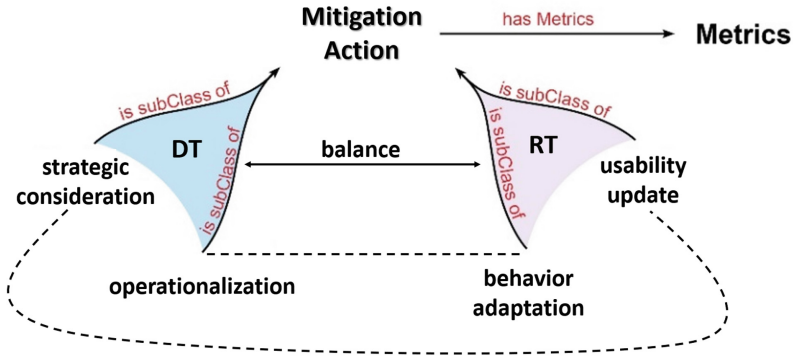 Mitigation
Action
has Metrics
Metrics
is subClass of
is subClass of
DT
is subClass of
balance
is subClass of
RT
strategic
consideration
usability
update
operationalization
behavior
adaptation